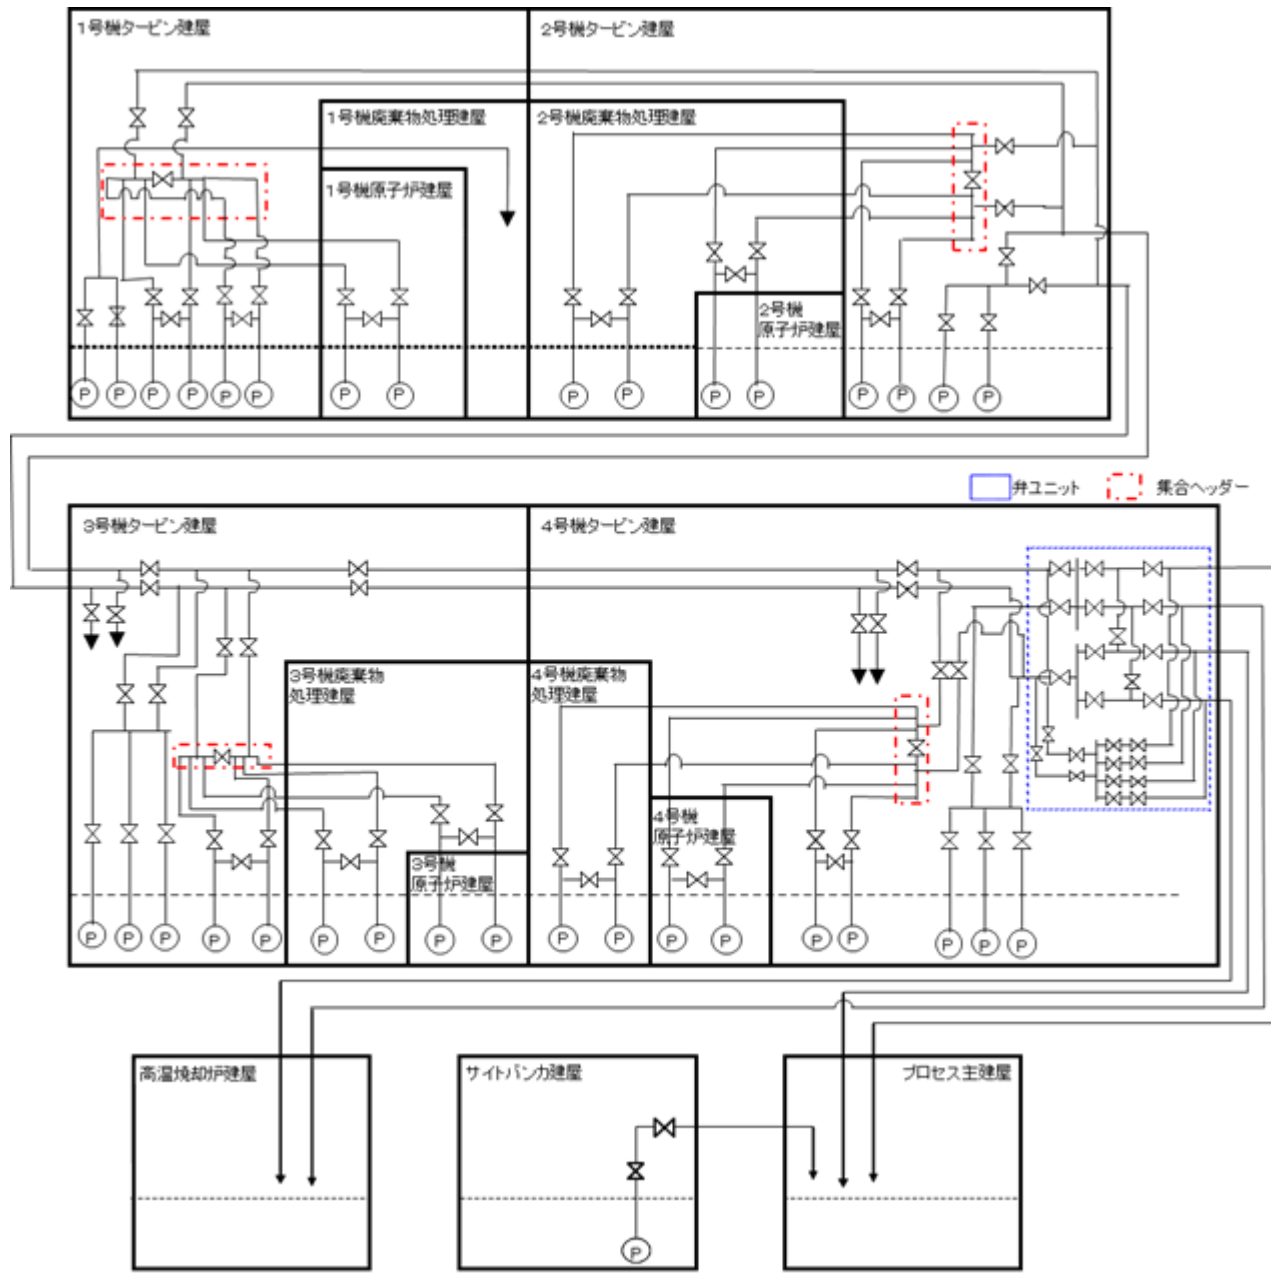 1号機タービン建屋
2号機タービン建屋
1号機廃棄物処理建屋
2号機廃棄物処理建屋
1号機原子炉建屋
2号機
原子炉建屋
P P P P P P P P P P P P P P P P
弁ユニット
集合ヘッダー
3号機タービン建屋
4号機タービン建屋
3号機廃棄物
処理建屋
4号機廃棄物
処理建屋
4号機
原子炉建屋
3号機
原子炉建屋
P P P P P P P P P P P P P P P P P P
高温焼却炉建屋
サイトバンカ建屋
プロセス主建屋
P